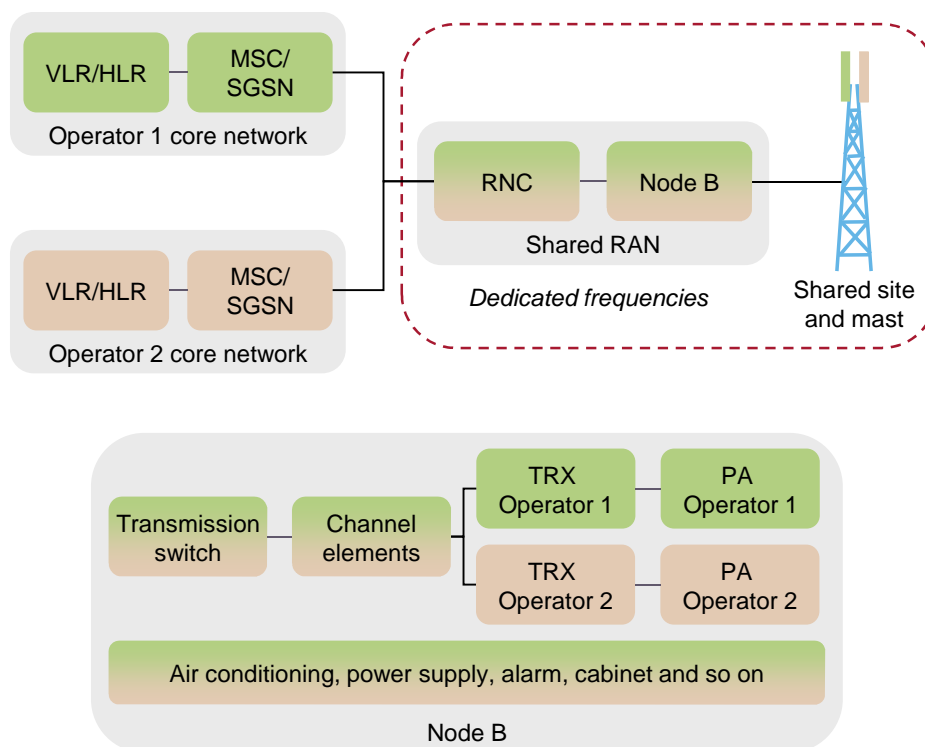 VLR/HLR
MSC/
SGSN
Operator 1 core network
VLR/HLR
MSC/
SGSN
Operator 2 core network
RNC
Node B
Shared RAN
Dedicated frequencies
Shared site
and mast
Transmission
switch
Channel
elements
TRX
Operator 1
PA
Operator 1
TRX
Operator 2
PA
Operator 2
Air conditioning, power supply, alarm, cabinet and so on
Node B